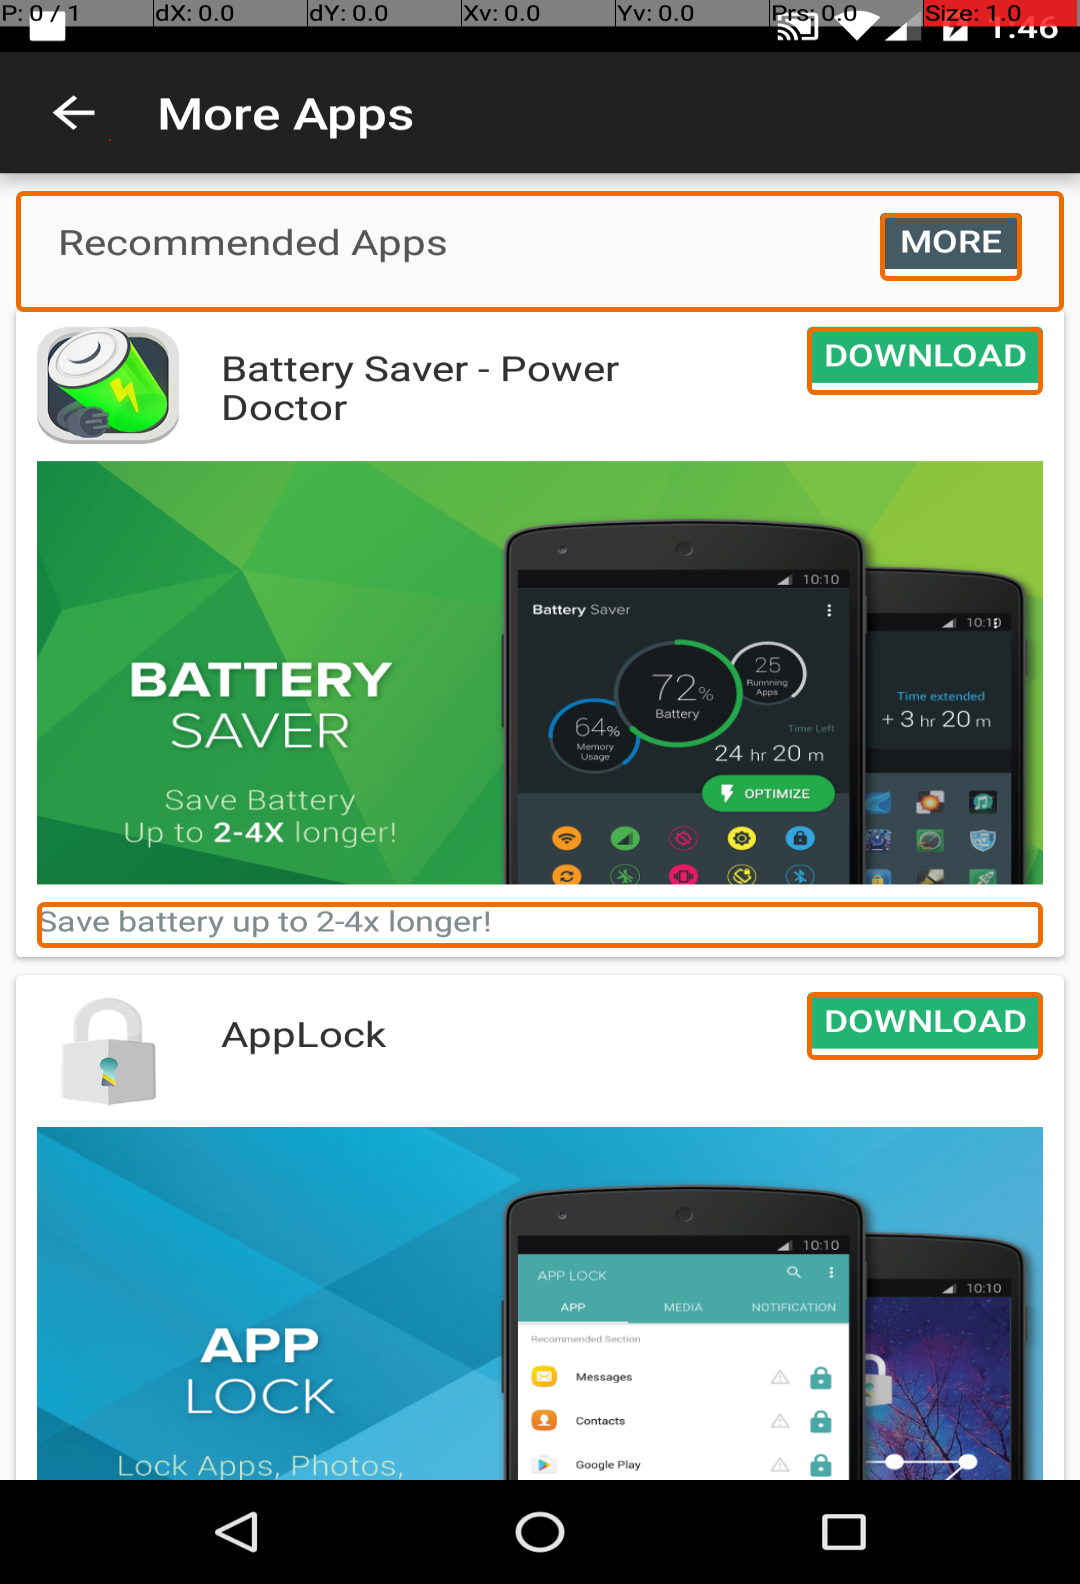 P: 0 / 1 dX: 0.0 dY: 0.0 Xv: 0.0 Yv: 0.0 Prs: 0.0 Size: 1.0
1:46
More Apps
Recommended Apps
MORE
Battery Saver - Power
Doctor
DOWNLOAD
BATTERY
SAVER
Save Battery
Up to 2-4X longer!
10:10
Battery Saver
72%
Battery
25
Runnning
Apps
64%
Memory
Usage
Time Left
24 hr 20 m
OPTIMIZE
10:10
Time extended
+ 3 hr 20 m
Save battery up to 2-4x longer!
AppLock
DOWNLOAD
APP
LOCK
Lock Apps, Photos,
10:10
APP LOCK
APP MEDIA NOTIFICATION
Recommended Section
Messages
Contacts
Google Play
10:10